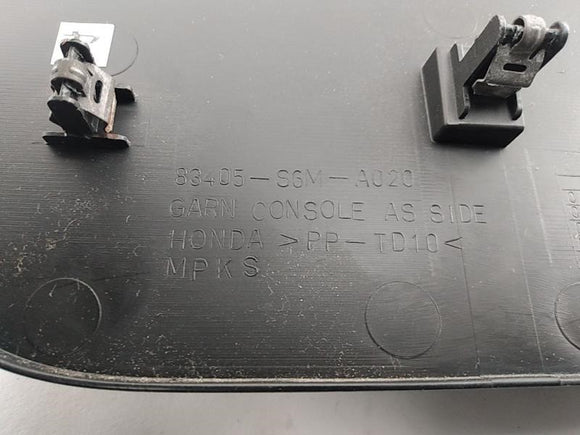 83405-S6M-A020
GARN CONSOLE AS SIDE
HONDA >PP-TD10<
MPKS